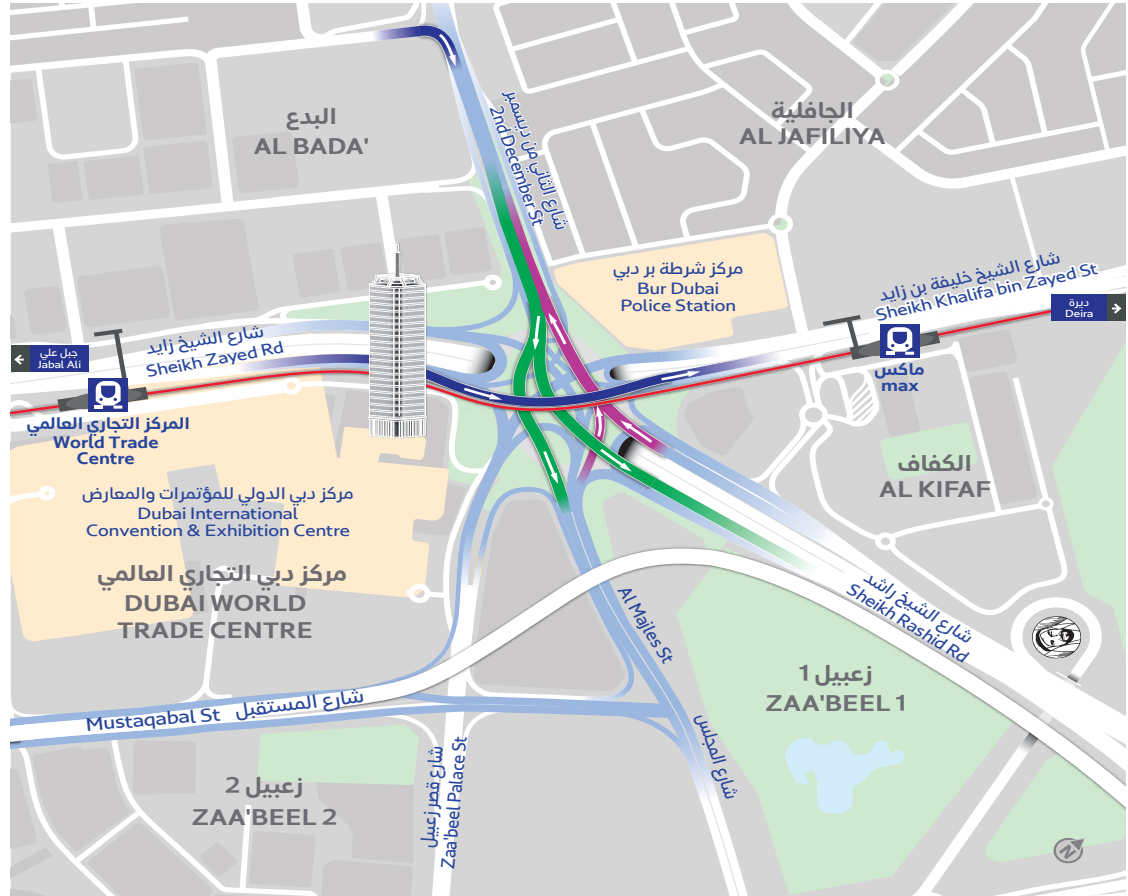 البدع
AL BADA'
الجافلية
AL JAFILIYA
شارع الثاني من ديسمبر
2nd December St
مركز شرطة بر دبي
Bur Dubai
Police Station
شارع الشيخ خليفة بن زايد
Sheikh Khalifa bin Zayed St
ديرة
Deira
جبل علي
Jabal Ali
شارع الشيخ زايد
Sheikh Zayed Rd
ماكس
max
المركز التجاري العالمي
World Trade
Centre
الكفاف
AL KIFAF
مركز دبي الدولي للمؤتمرات والمعارض
Dubai International
Convention & Exhibition Centre
مركز دبي التجاري العالمي
DUBAI WORLD
TRADE CENTRE
شارع الشيخ راشد
Sheikh Rashid Rd
Al Majles St
شارع المجلس
زعبيل 1
ZAA'BEEL 1
Mustaqabal St شارع المستقبل
زعبيل 2
ZAA'BEEL 2
شارع قصر زعبيل
Zaa'beel Palace St
N